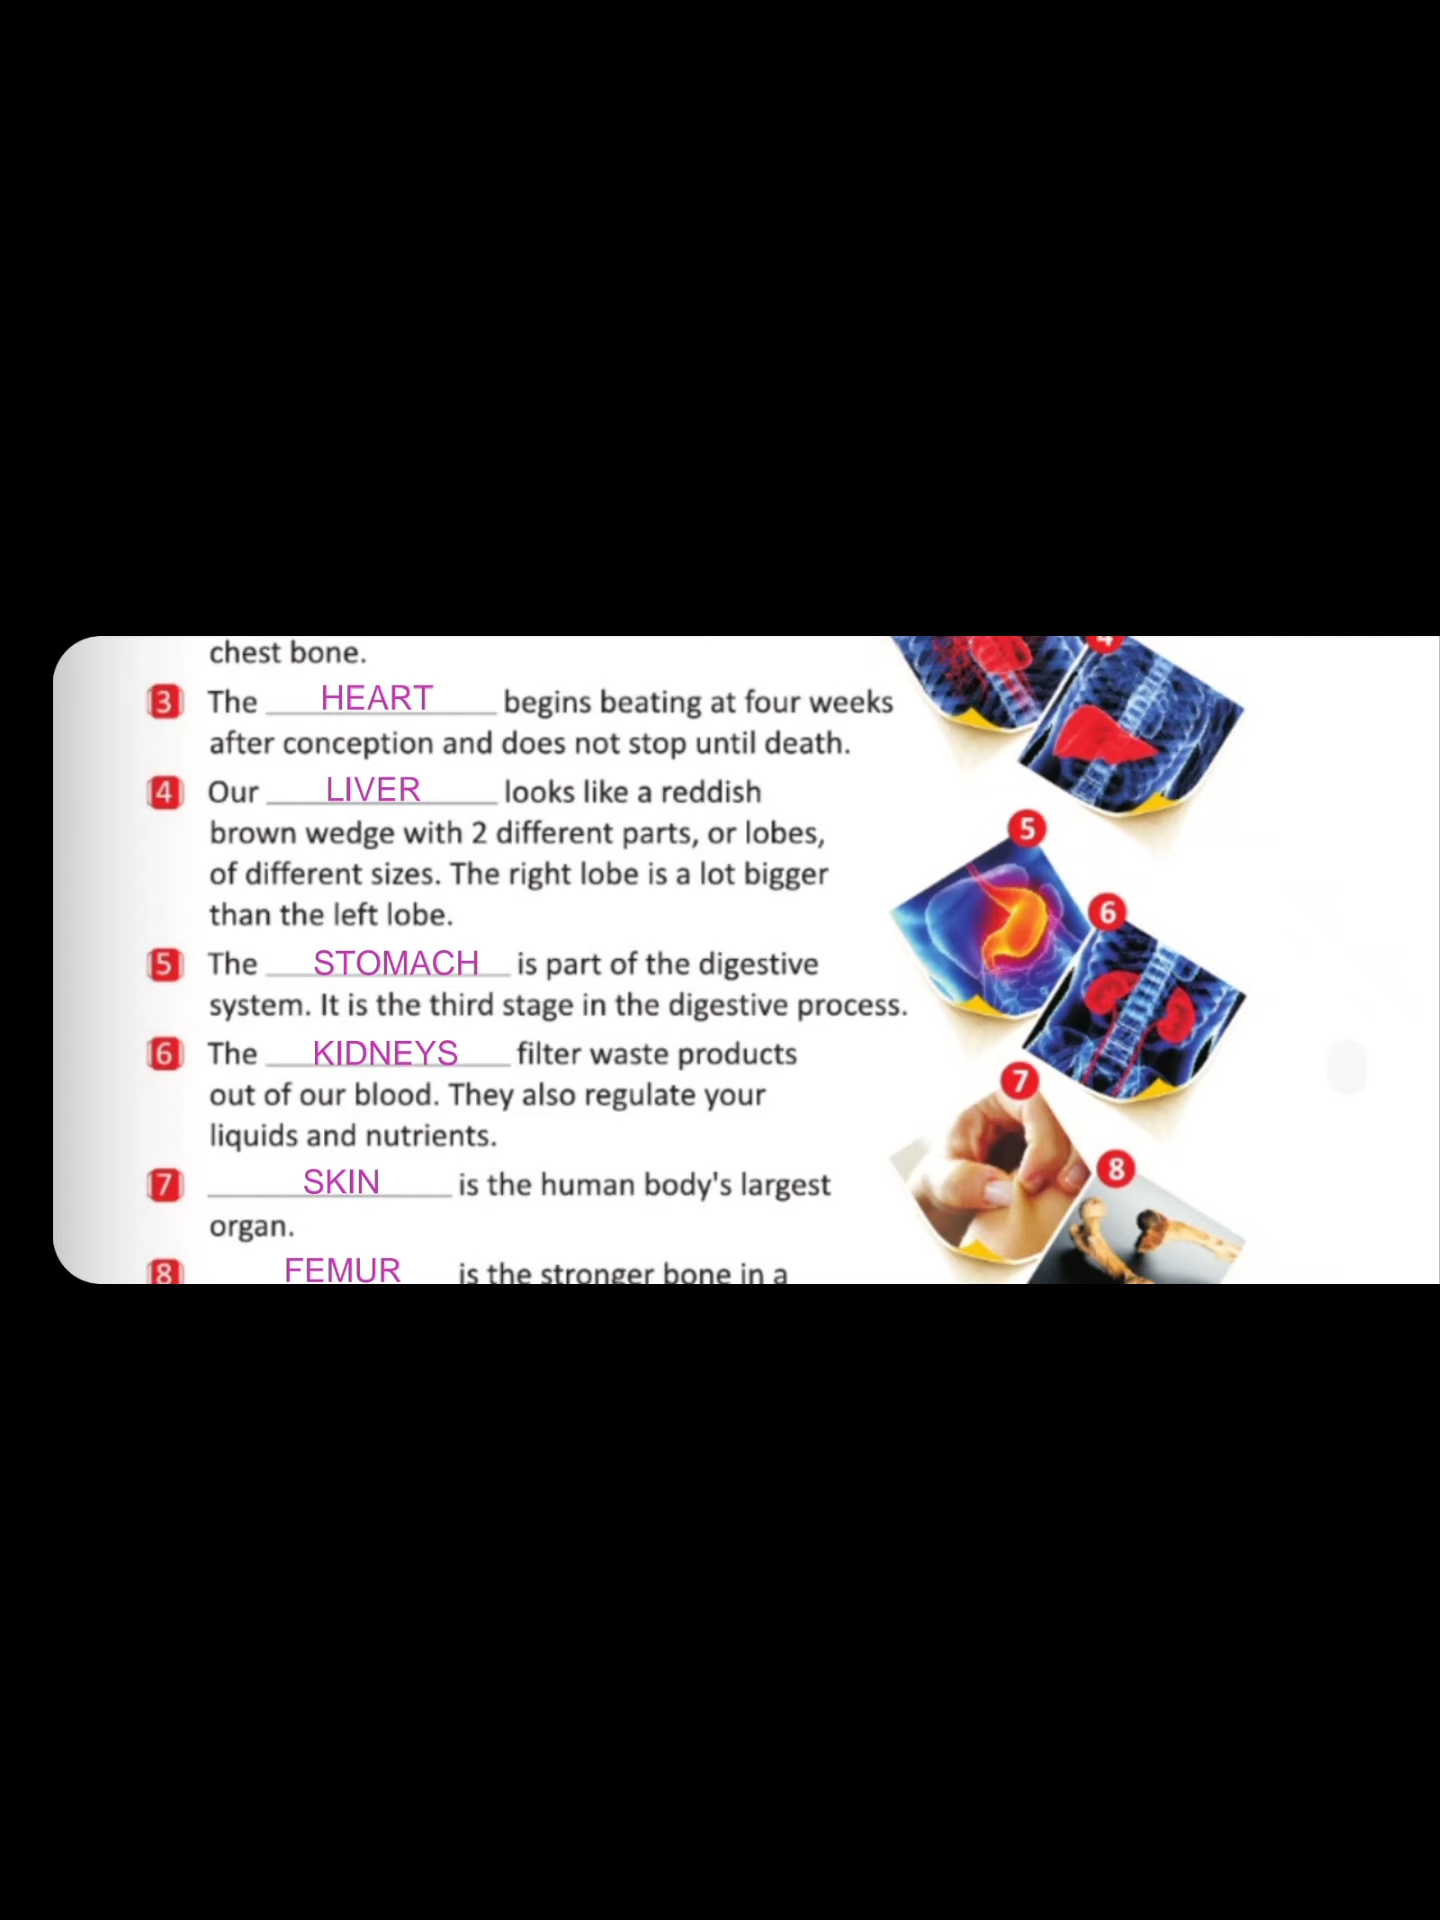 chest bone.
3 The HEART begins beating at four weeks
after conception and does not stop until death.
4 Our LIVER looks like a reddish
brown wedge with 2 different parts, or lobes,
of different sizes. The right lobe is a lot bigger
than the left lobe.
5 The STOMACH is part of the digestive
system. It is the third stage in the digestive process.
6 The KIDNEYS filter waste products
out of our blood. They also regulate your
liquids and nutrients.
7 SKIN is the human body's largest
organ.
8 FEMUR is the stronger bone in a
4
5
6
7
8